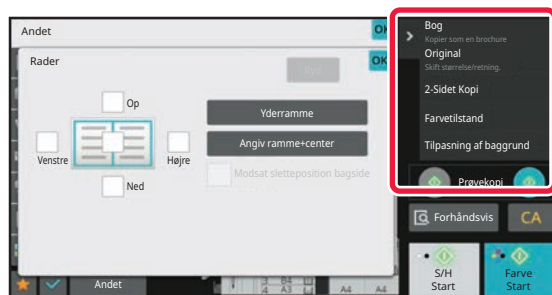 Andet
OK
Rader
OK
Op
Venstre
Højre
Ned
Yderramme
Angiv ramme+center
Modsat sletteposition bagside
Bog
Kopier som en brochure
Original
Skift størrelse/retning.
2-Sidet Kopi
Farvetilstand
Tilpasning af baggrund
Prøvekopi
Forhåndsvis
CA
S/H
Start
Farve
Start
Andet
A4
A4